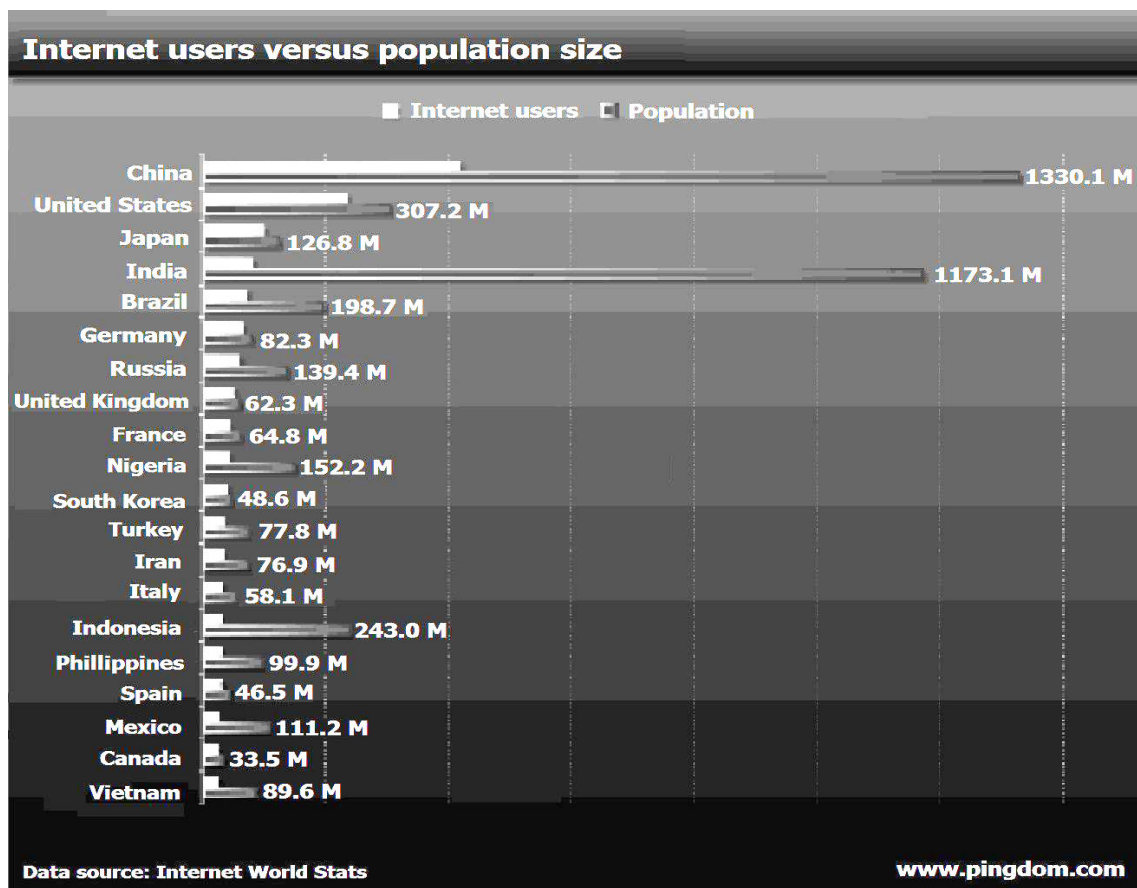 Internet users versus population size
Internet users Population
China 1330.1 M
United States 307.2 M
Japan 126.8 M
India 1173.1 M
Brazil 198.7 M
Germany 82.3 M
Russia 139.4 M
United Kingdom 62.3 M
France 64.8 M
Nigeria 152.2 M
South Korea 48.6 M
Turkey 77.8 M
Iran 76.9 M
Italy 58.1 M
Indonesia 243.0 M
Phillippines 99.9 M
Spain 46.5 M
Mexico 111.2 M
Canada 33.5 M
Vietnam 89.6 M
Data source: Internet World Stats www.pingdom.com